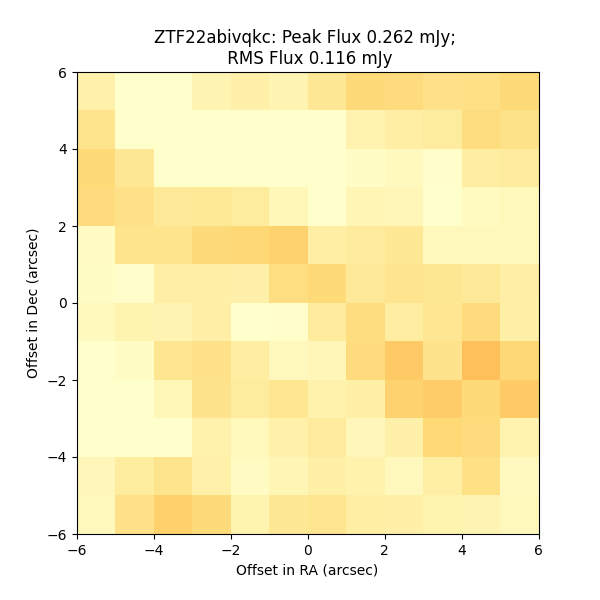 ZTF22abivqkc: Peak Flux 0.262 mJy;
RMS Flux 0.116 mJy
6
4
2
0
−2
−4
−6
Offset in Dec (arcsec)
−6 −4 −2 0 2 4 6
Offset in RA (arcsec)